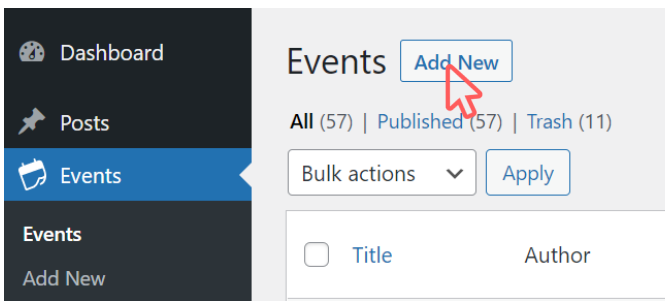 Dashboard
Posts
Events
Events
Add New
Events Add New
All (57) | Published (57) | Trash (11)
Bulk actions Apply
Title Author